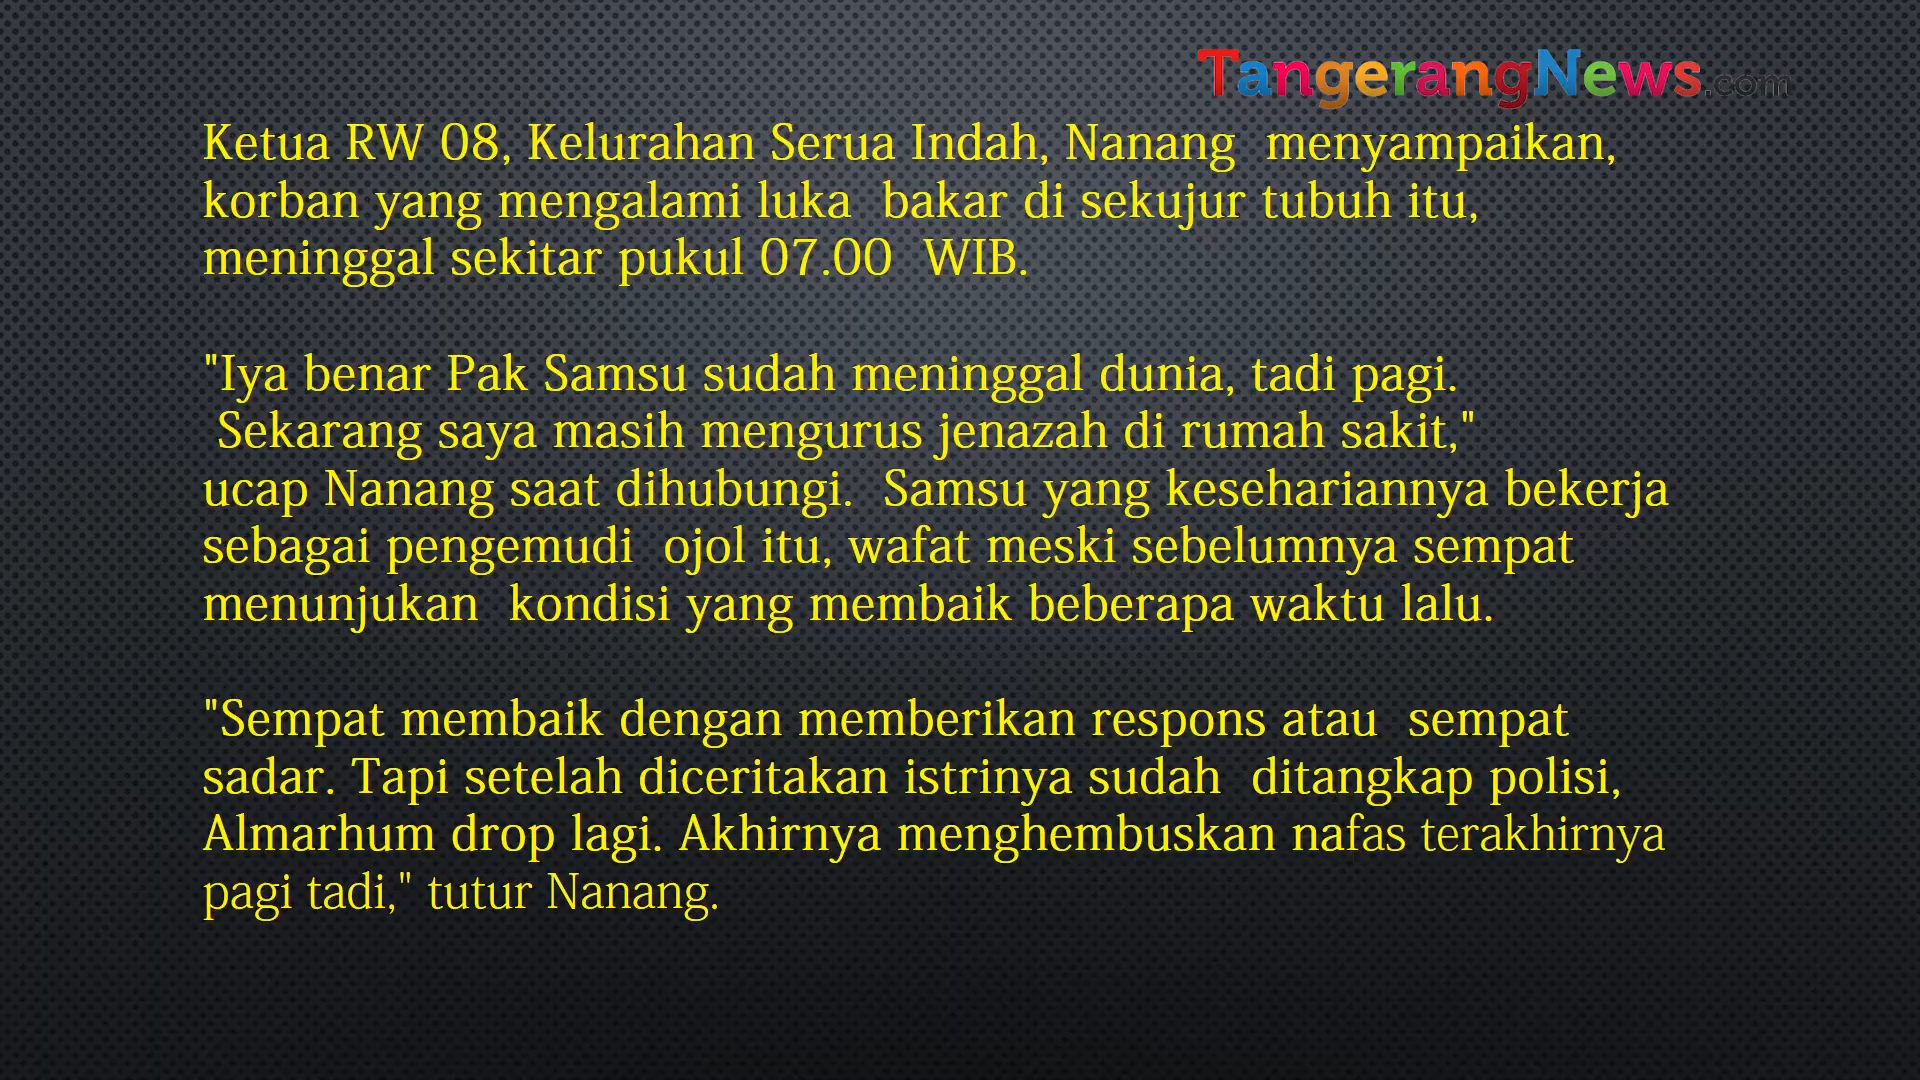 TangerangNews.com
Ketua RW 08, Kelurahan Serua Indah, Nanang  menyampaikan,
korban yang mengalami luka  bakar di sekujur tubuh itu,
meninggal sekitar pukul 07.00  WIB.
"Iya benar Pak Samsu sudah meninggal dunia, tadi pagi.
Sekarang saya masih mengurus jenazah di rumah sakit,"
ucap Nanang saat dihubungi.  Samsu yang kesehariannya bekerja
sebagai pengemudi  ojol itu, wafat meski sebelumnya sempat
menunjukan  kondisi yang membaik beberapa waktu lalu.
"Sempat membaik dengan memberikan respons atau  sempat
sadar. Tapi setelah diceritakan istrinya sudah  ditangkap polisi,
Almarhum drop lagi. Akhirnya menghembuskan nafas terakhirnya
pagi tadi," tutur Nanang.